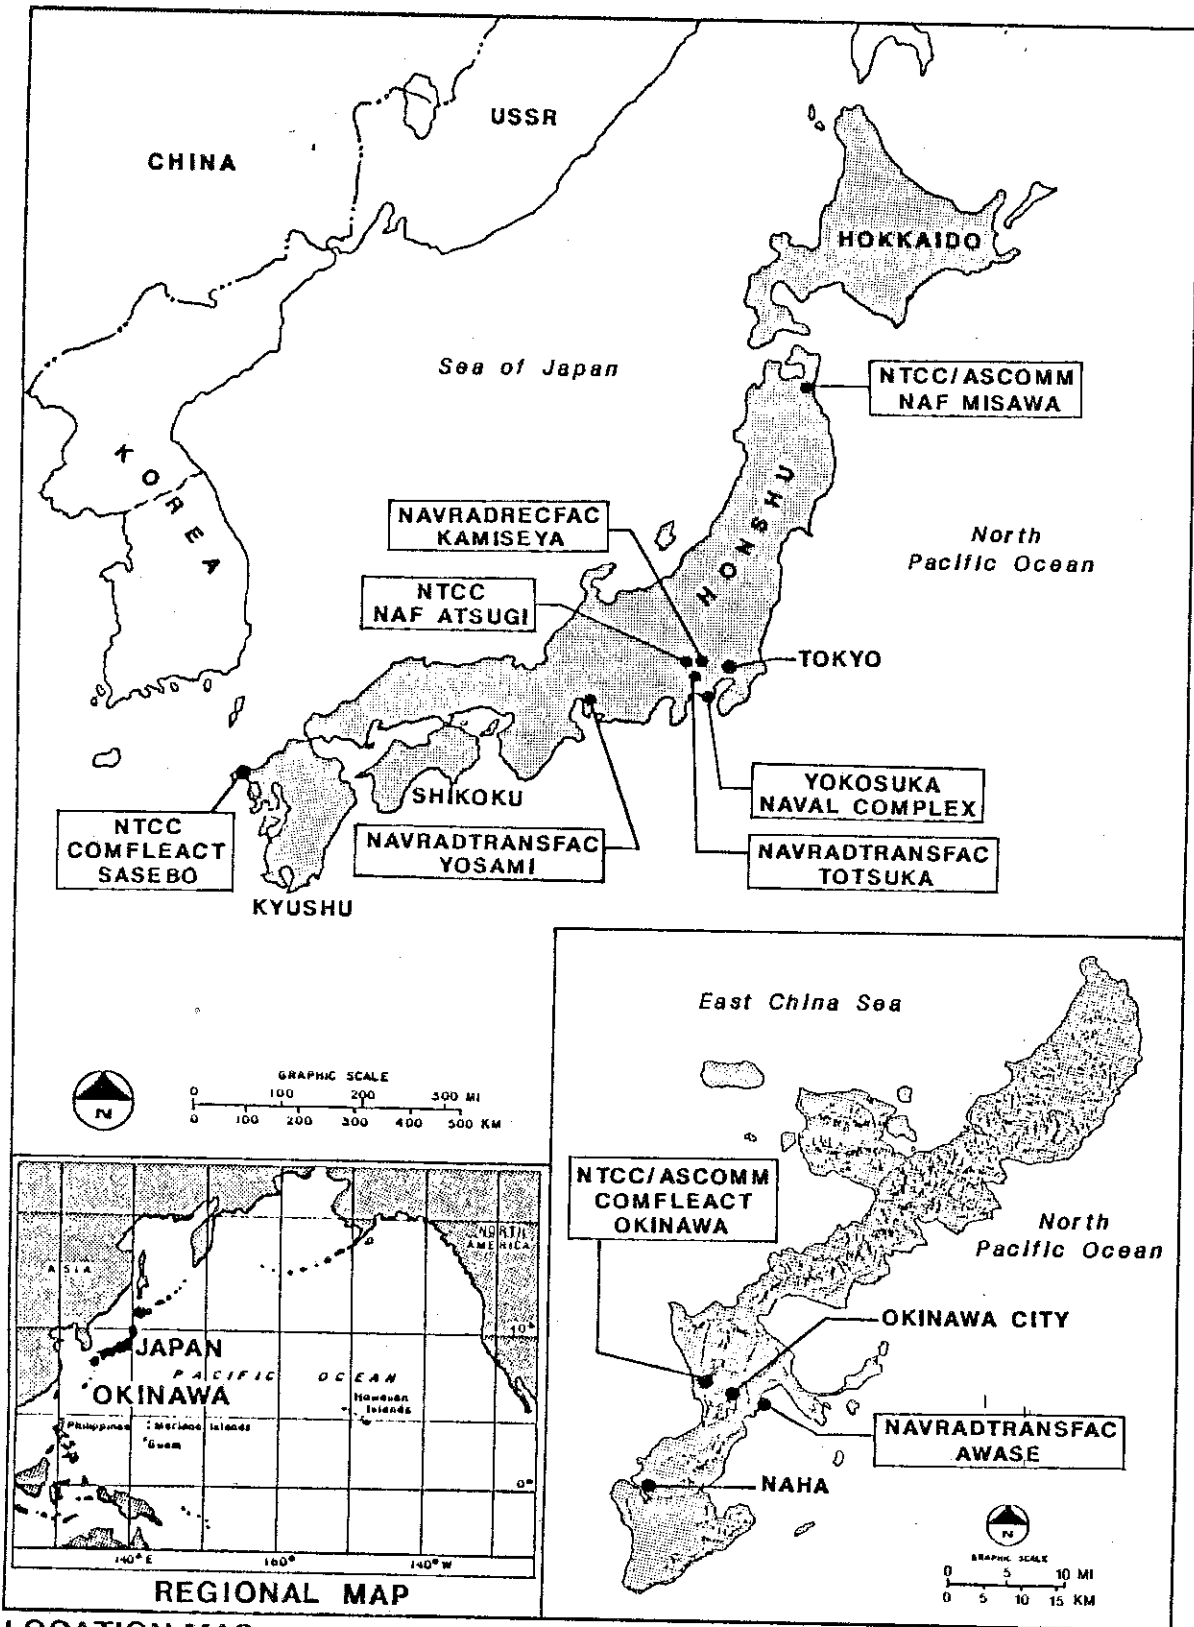 USSR
CHINA
HOKKAIDO
Sea of Japan
NTCC/ASCOMM
NAF MISAWA
KOREA
HONSHU
NAVRADRECFAC
KAMISEYA
North
Pacific Ocean
NTCC
NAF ATSUGI
TOKYO
YOKOSUKA
NAVAL COMPLEX
SHIKOKU
NTCC
COMFLEACT
SASEBO
NAVRADTRANSFAC
YOSAMI
NAVRADTRANSFAC
TOTSUKA
KYUSHU
East China Sea
N
GRAPHIC SCALE
0 100 200 300 MI
0 100 200 300 400 500 KM
NTCC/ASCOMM
COMFLEACT
OKINAWA
North
Pacific Ocean
OKINAWA CITY
NAVRADTRANSFAC
AWASE
NAHA
N
GRAPHIC SCALE
0 5 10 MI
0 5 10 15 KM
ASIA
NORTH
AMERICA
40°
JAPAN
PACIFIC OCEAN
OKINAWA
Hawaiian
Islands
Philippines
Mariana Islands
Guam
0°
140° E 160° 140° W
REGIONAL MAP
LOCATION MAP